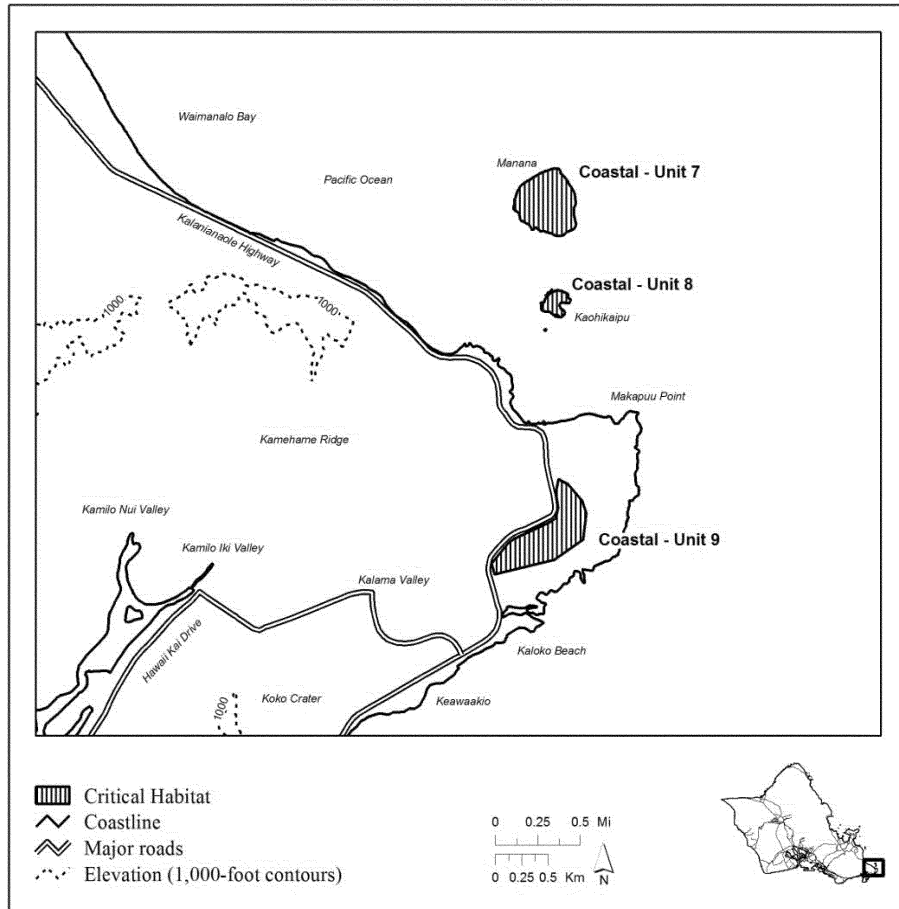 Waimanalo Bay
Manana
Coastal - Unit 7
Pacific Ocean
Kalanianaole Highway
Coastal - Unit 8
1000
1000
Kaohikaipu
Makapuu Point
Kamehame Ridge
Kamilo Nui Valley
Coastal - Unit 9
Kamilo Iki Valley
Kalama Valley
Hawaii Kai Drive
Kaloko Beach
1000
Koko Crater
Keawaakio
Critical Habitat
Coastline
Major roads
Elevation (1,000-foot contours)
0 0.25 0.5 Mi
0 0.25 0.5 Km
N